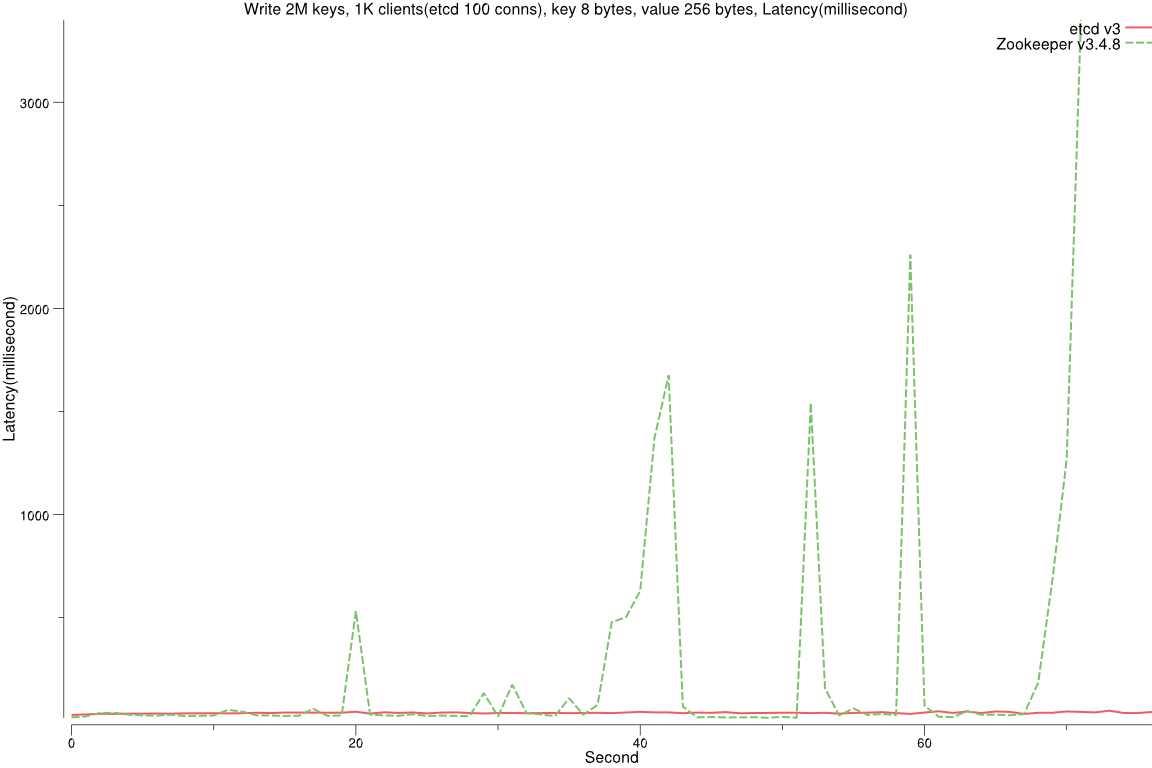 Write 2M keys, 1K clients(etcd 100 conns), key 8 bytes, value 256 bytes, Latency(millisecond)
etcd v3
Zookeeper v3.4.8
3000
2000
1000
Latency(millisecond)
0 20 40 60
Second